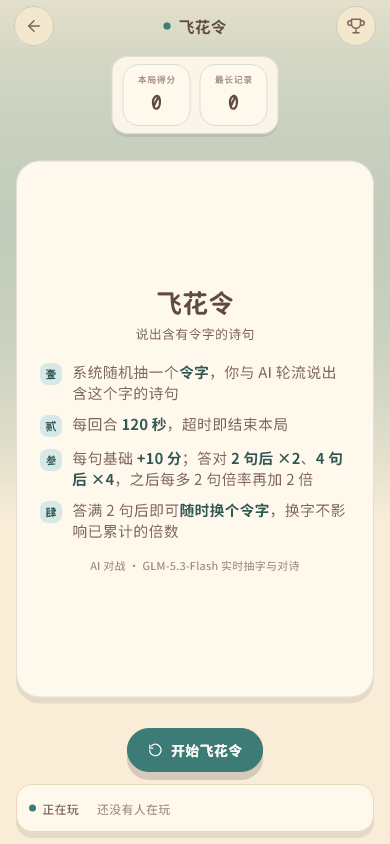 飞花令
本局得分
最长记录
0
0
飞花令
说出含有令字的诗句
壹
系统随机抽一个令字，你与 AI 轮流说出
含这个字的诗句
贰
每回合 120 秒，超时即结束本局
叁
每句基础 +10 分；答对 2 句后 ×2、4 句
后 ×4，之后每多 2 句倍率再加 2 倍
肆
答满 2 句后即可随时换个令字，换字不影
响已累计的倍数
AI 对战 · GLM-5.3-Flash 实时抽字与对诗
开始飞花令
正在玩
还没有人在玩